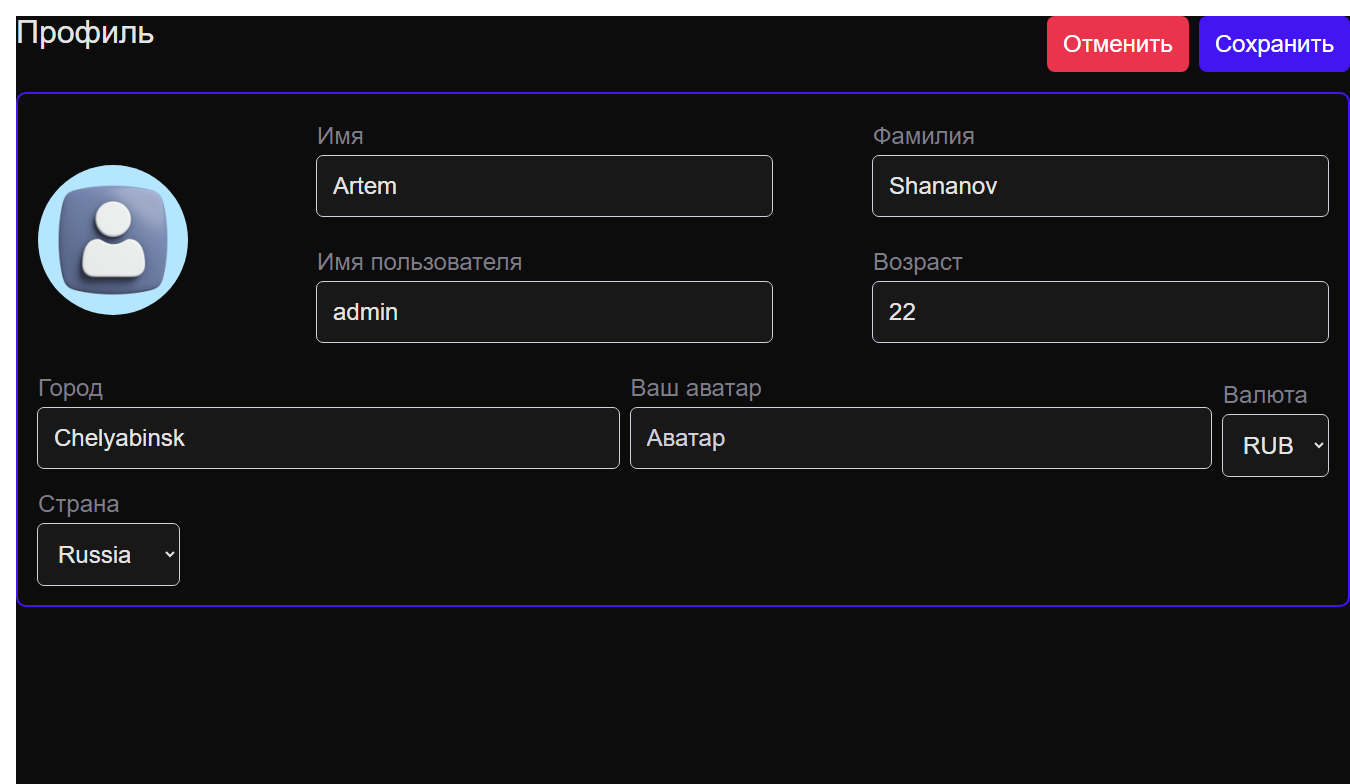 Профиль
Отменить
Сохранить
Имя
Фамилия
Artem
Shananov
Имя пользователя
Возраст
admin
22
Город
Ваш аватар
Валюта
Chelyabinsk
Аватар
RUB
Страна
Russia